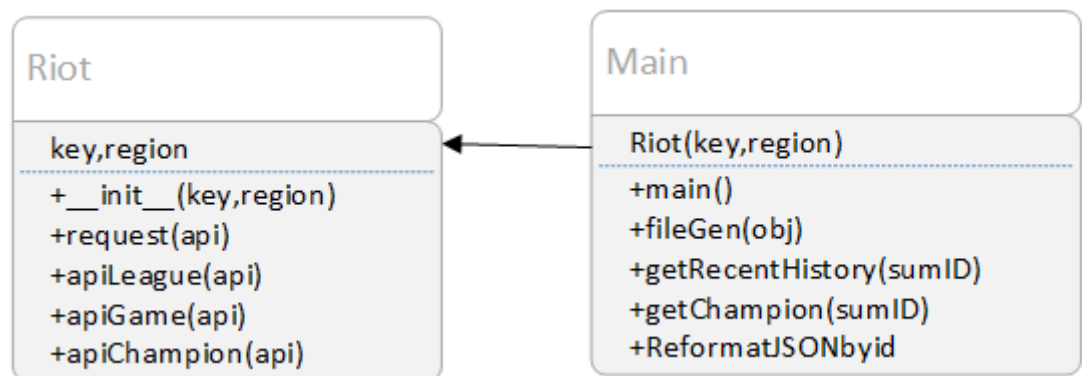 Riot
key,region
+__init__(key,region)
+request(api)
+apiLeague(api)
+apiGame(api)
+apiChampion(api)
Main
Riot(key,region)
+main()
+fileGen(obj)
+getRecentHistory(sumID)
+getChampion(sumID)
+ReformatJSONbyid